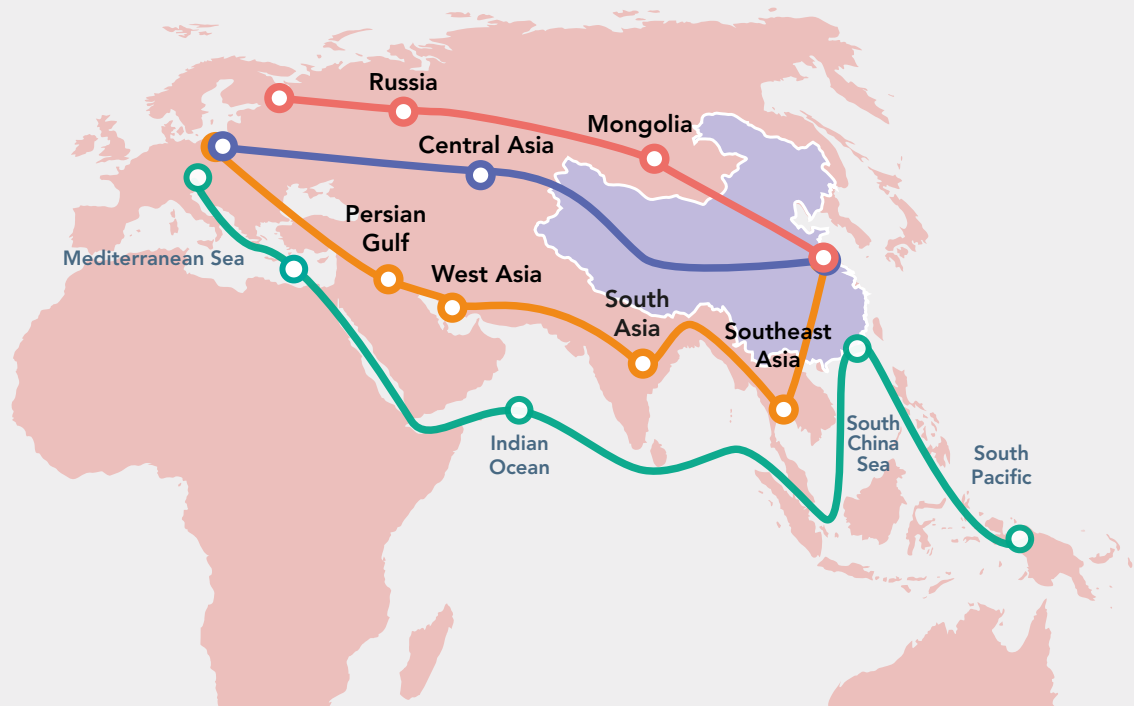 Russia
Mongolia
Central Asia
Persian
Gulf
Mediterranean Sea
West Asia
South
Asia
Southeast
Asia
South
China
Sea
Indian
Ocean
South
Pacific